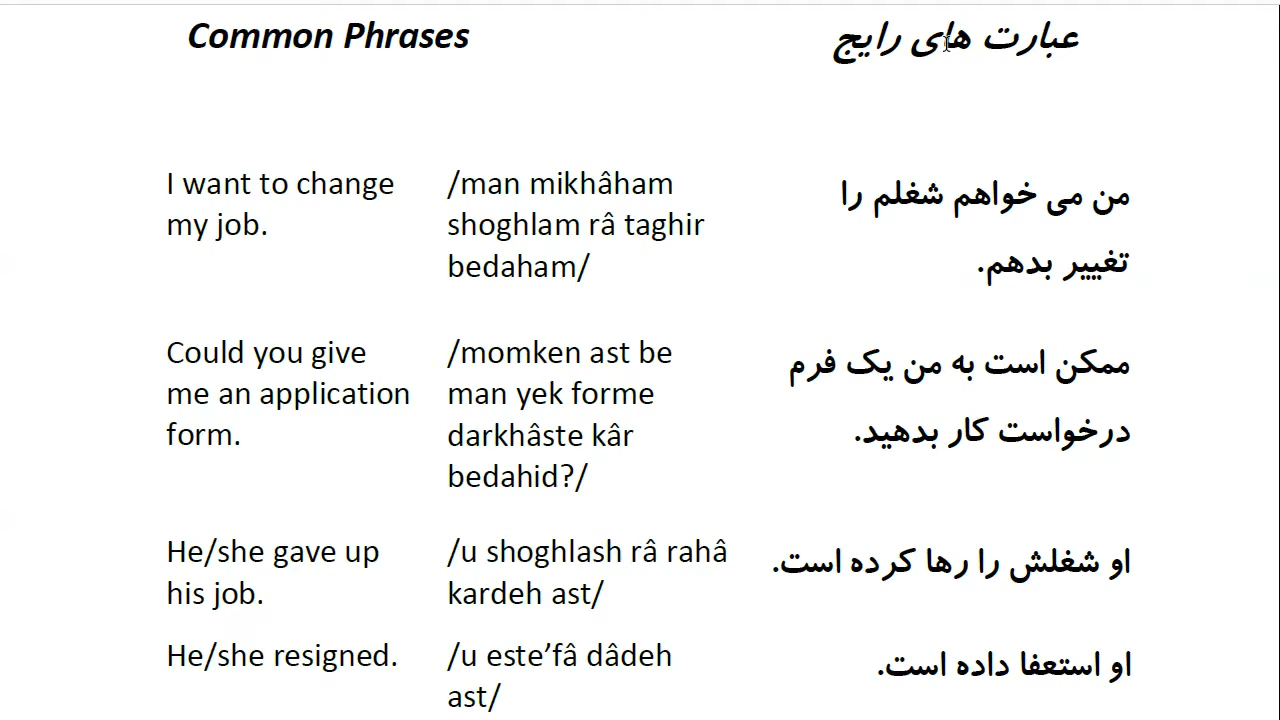 Common Phrases
عبارت های رایج
I want to change
my job.
/man mikhâham
shoghlam râ taghir
bedaham/
من می خواهم شغلم را
تغییر بدهم.
Could you give
me an application
form.
/momken ast be
man yek forme
darkhâste kâr
bedahid?/
ممکن است به من یک فرم
درخواست کار بدهید.
He/she gave up
his job.
/u shoghlash râ rahâ
kardeh ast/
او شغلش را رها کرده است.
He/she resigned.
/u este’fâ dâdeh
ast/
او استعفا داده است.